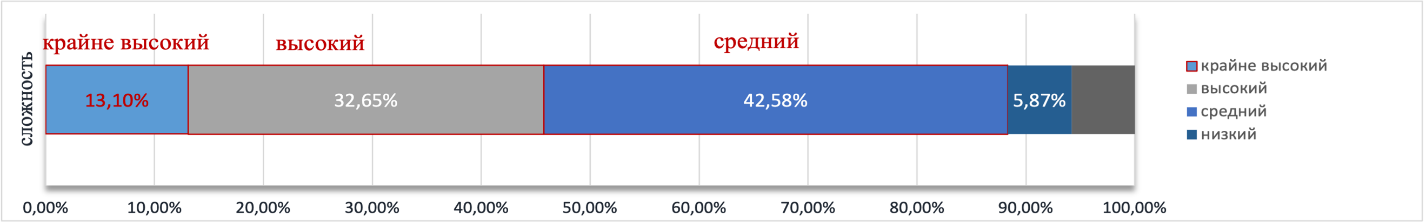 крайне высокий высокий средний
сложность
13,10% 32,65% 42,58% 5,87%
0,00% 10,00% 20,00% 30,00% 40,00% 50,00% 60,00% 70,00% 80,00% 90,00% 100,00%
крайне высокий
высокий
средний
низкий